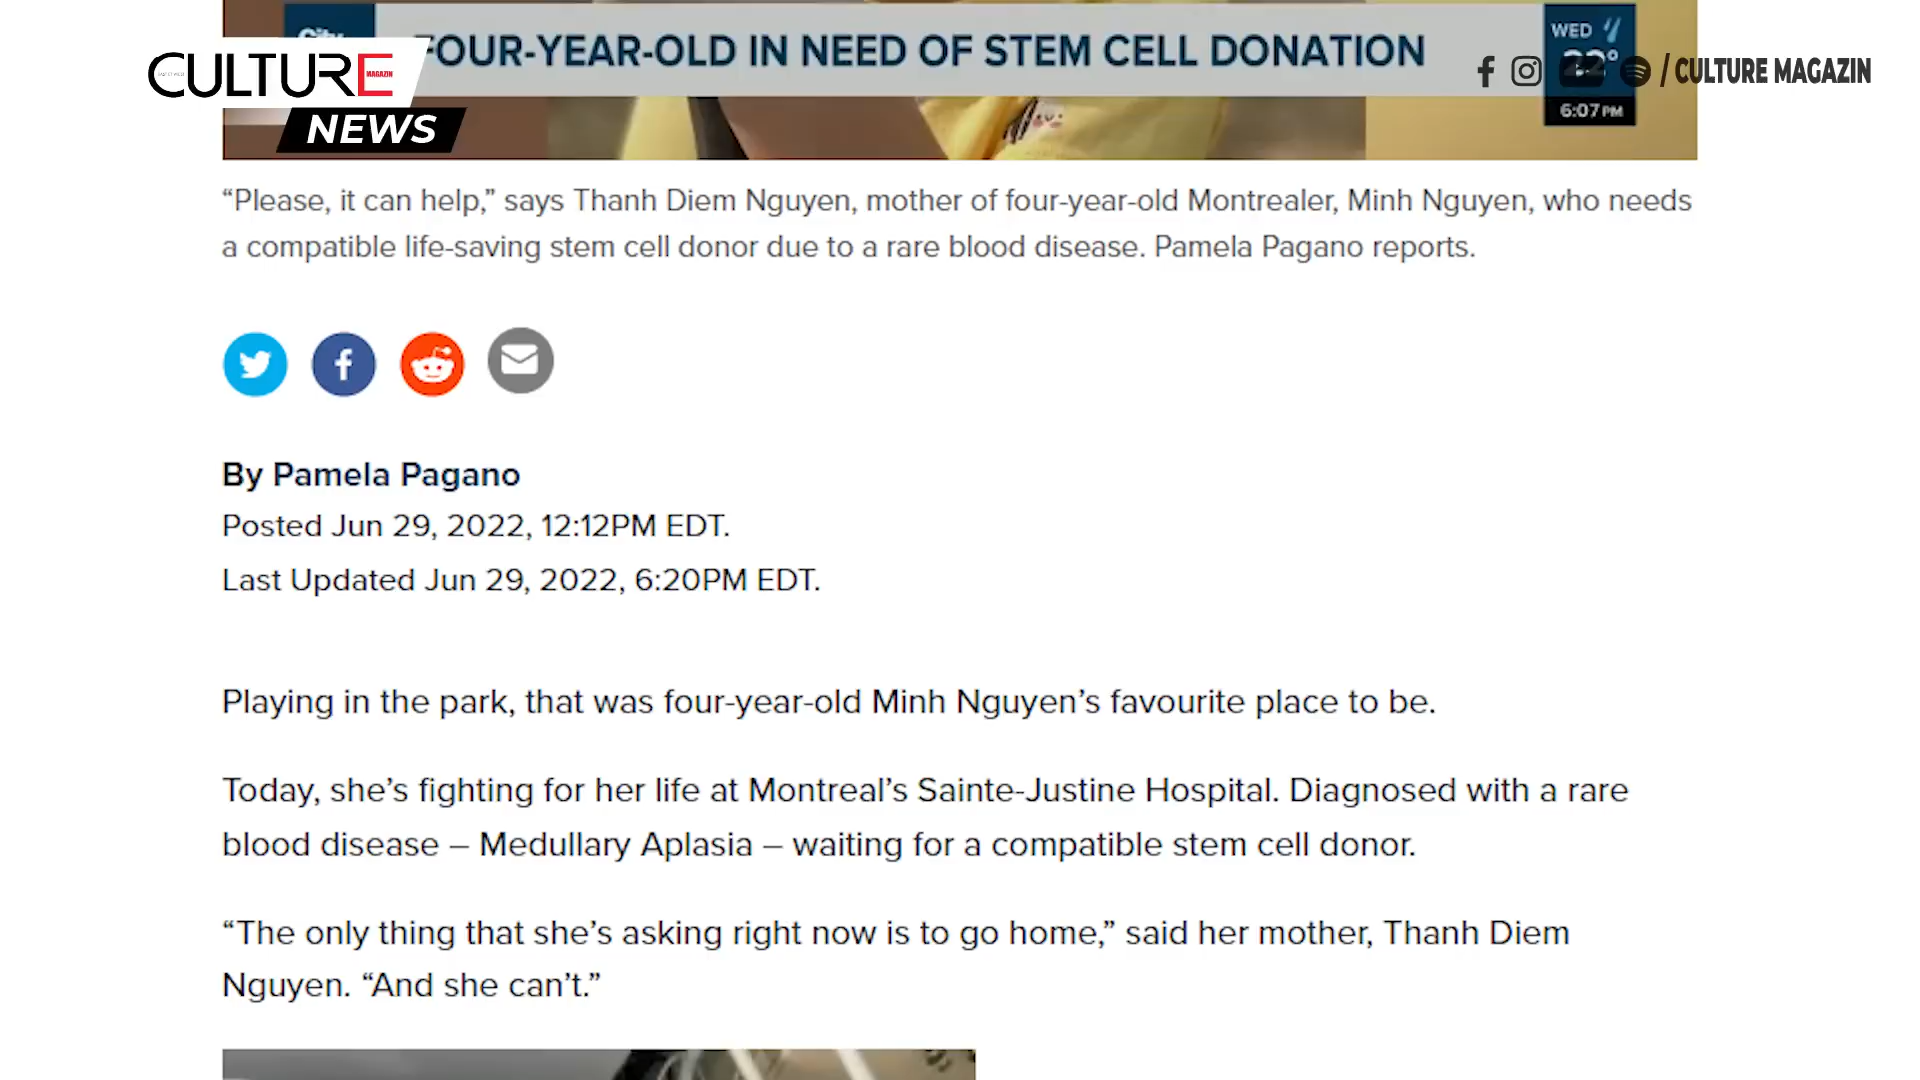 FOUR-YEAR-OLD IN NEED OF STEM CELL DONATION
WED
22°
6:07 PM
CULTURE
MAGAZIN
NEWS
/ CULTURE MAGAZIN
“Please, it can help,” says Thanh Diem Nguyen, mother of four-year-old Montrealer, Minh Nguyen, who needs
a compatible life-saving stem cell donor due to a rare blood disease. Pamela Pagano reports.
By Pamela Pagano
Posted Jun 29, 2022, 12:12PM EDT.
Last Updated Jun 29, 2022, 6:20PM EDT.
Playing in the park, that was four-year-old Minh Nguyen’s favourite place to be.
Today, she’s fighting for her life at Montreal’s Sainte-Justine Hospital. Diagnosed with a rare
blood disease – Medullary Aplasia – waiting for a compatible stem cell donor.
“The only thing that she’s asking right now is to go home,” said her mother, Thanh Diem
Nguyen. “And she can’t.”